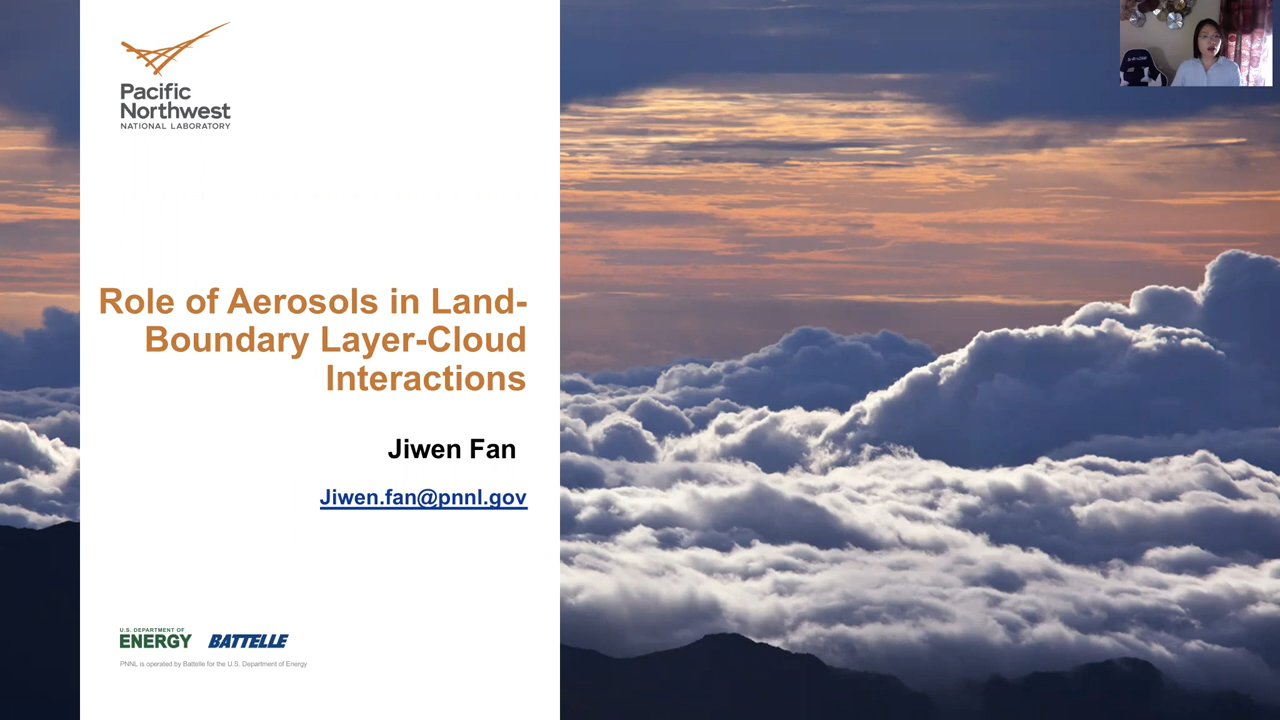 Pacific
Northwest
NATIONAL LABORATORY
Role of Aerosols in Land-
Boundary Layer-Cloud
Interactions
Jiwen Fan
Jiwen.fan@pnnl.gov
U.S. DEPARTMENT OF
ENERGY
BATTELLE
PNNL is operated by Battelle for the U.S. Department of Energy